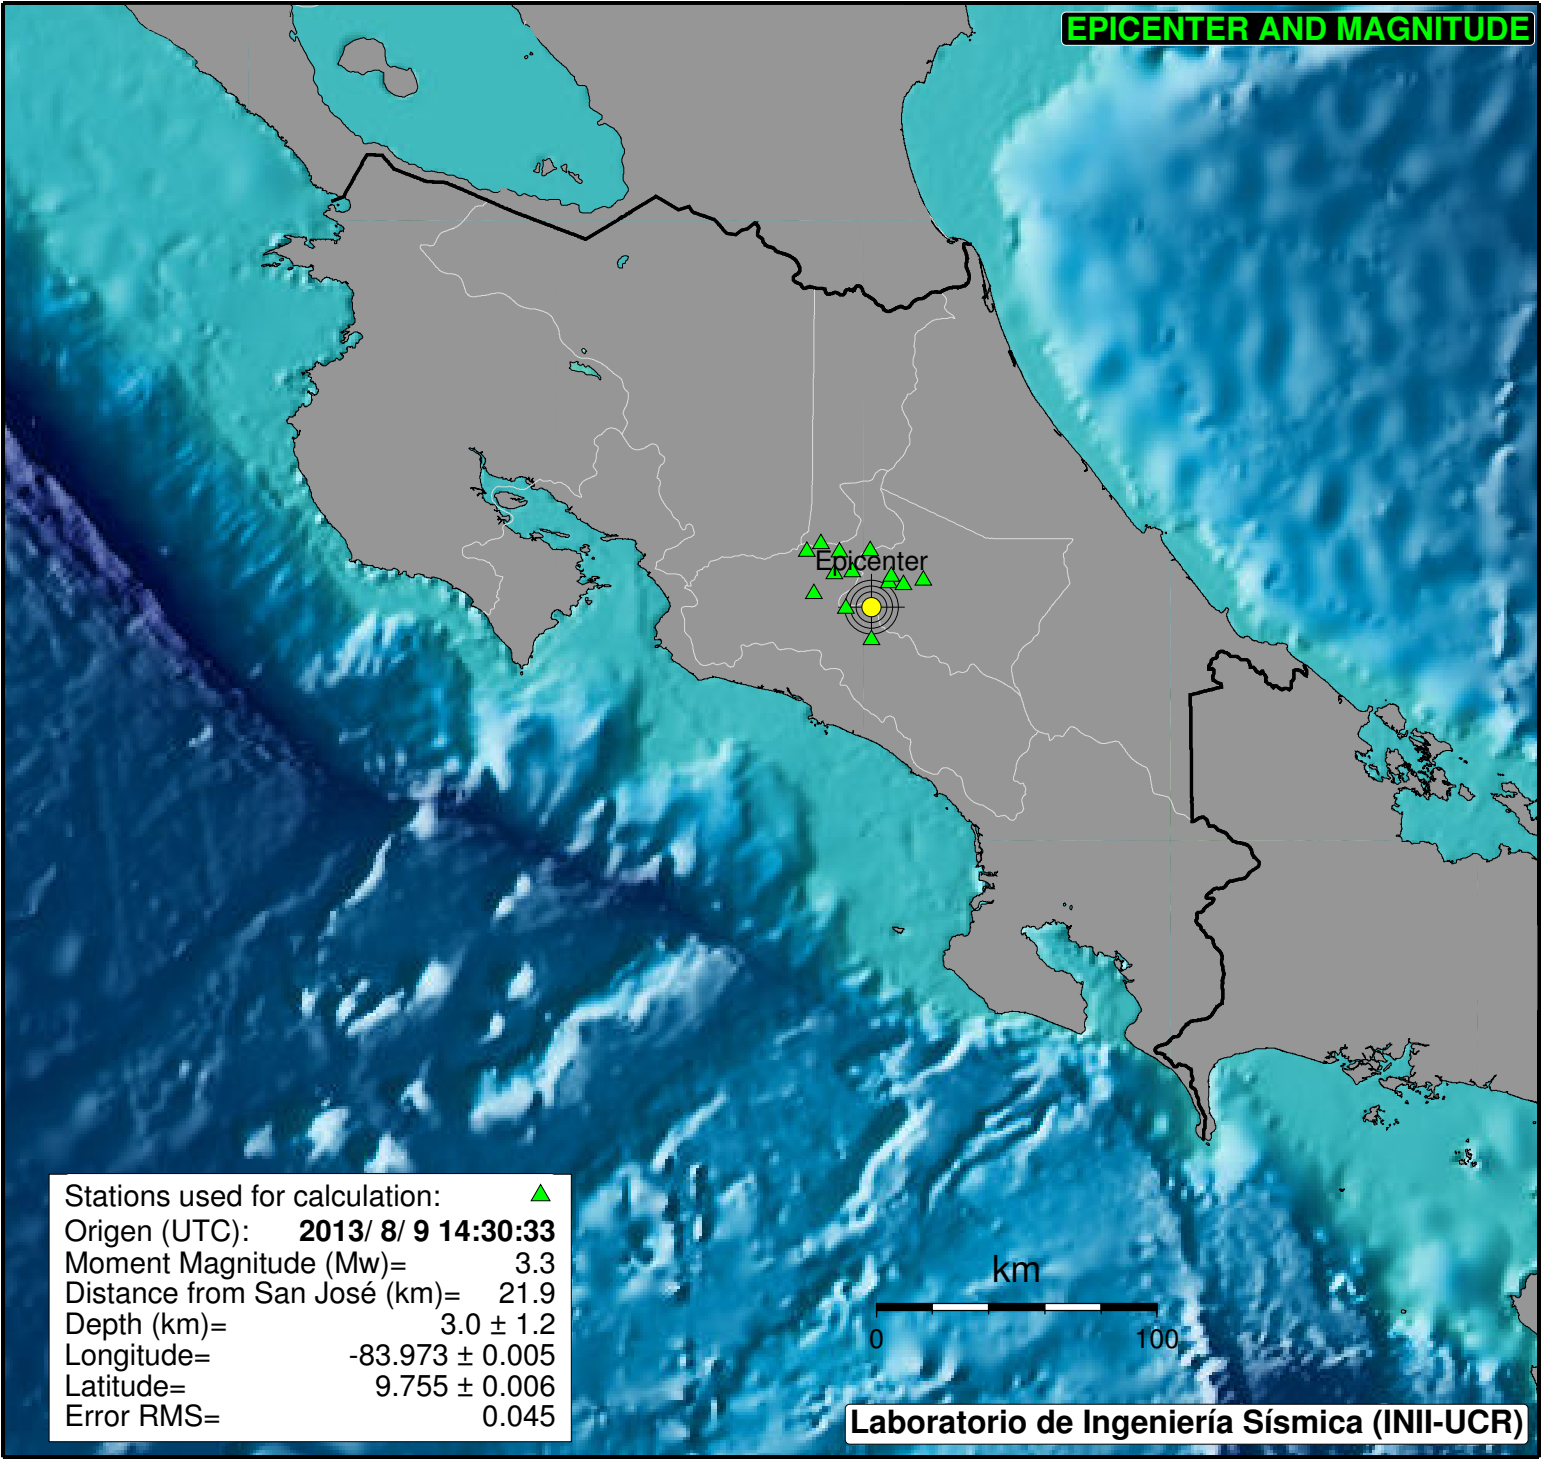 EPICENTER AND MAGNITUDE
Epicenter
Stations used for calculation:
Origen (UTC): 2013/ 8/ 9 14:30:33
Moment Magnitude (Mw)= 3.3
Distance from San José (km)= 21.9
Depth (km)= 3.0 ± 1.2
Longitude= -83.973 ± 0.005
Latitude= 9.755 ± 0.006
Error RMS= 0.045
km
0 100
Laboratorio de Ingeniería Sísmica (INII-UCR)